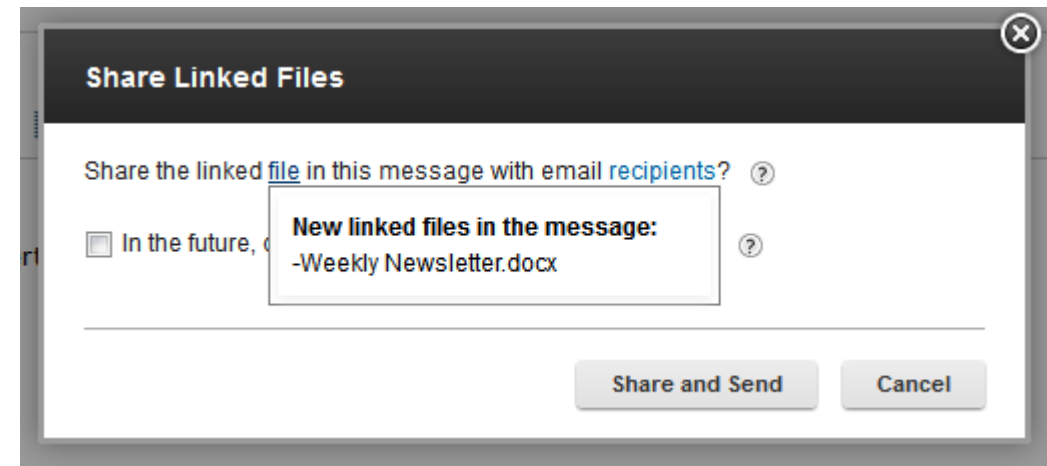 Share Linked Files
Share the linked file in this message with email recipients?
New linked files in the message:
In the future,
-Weekly Newsletter.docx
Share and Send Cancel